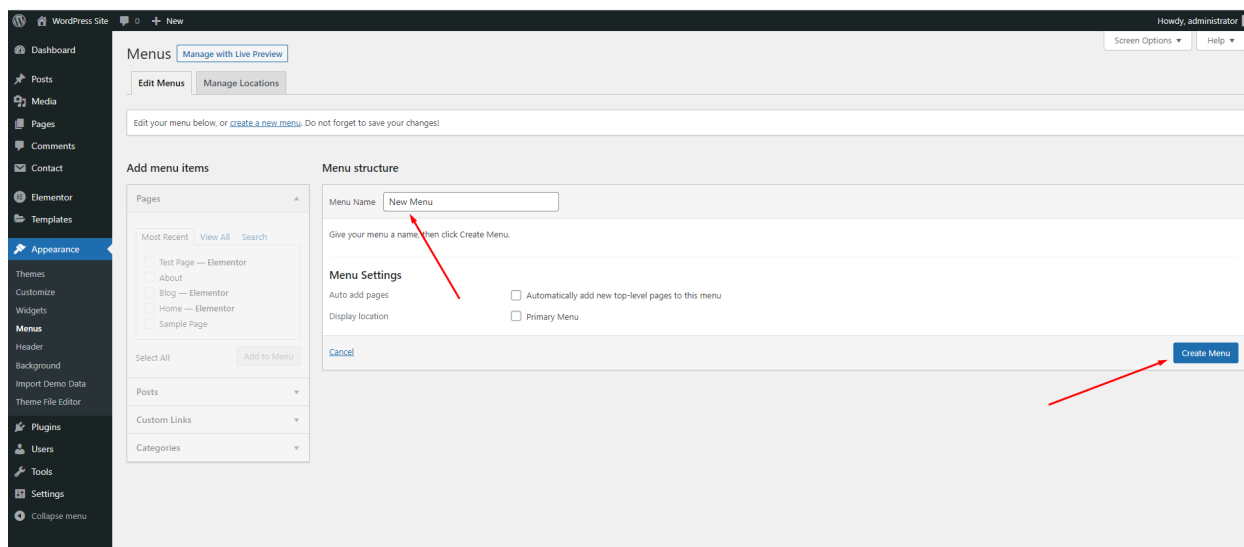 WordPress Site 0 New Howdy, administrator
Screen Options Help
Dashboard
Posts
Media
Pages
Comments
Contact
Elementor
Templates
Appearance
Themes
Customize
Widgets
Menus
Header
Background
Import Demo Data
Theme File Editor
Plugins
Users
Tools
Settings
Collapse menu
Menus Manage with Live Preview
Edit Menus Manage Locations
Edit your menu below, or create a new menu. Do not forget to save your changes!
Add menu items
Pages
Most Recent View All Search
Test Page — Elementor
About
Blog — Elementor
Home — Elementor
Sample Page
Select All Add to Menu
Posts
Custom Links
Categories
Menu structure
Menu Name New Menu
Give your menu a name, then click Create Menu.
Menu Settings
Auto add pages Automatically add new top-level pages to this menu
Display location Primary Menu
Cancel Create Menu